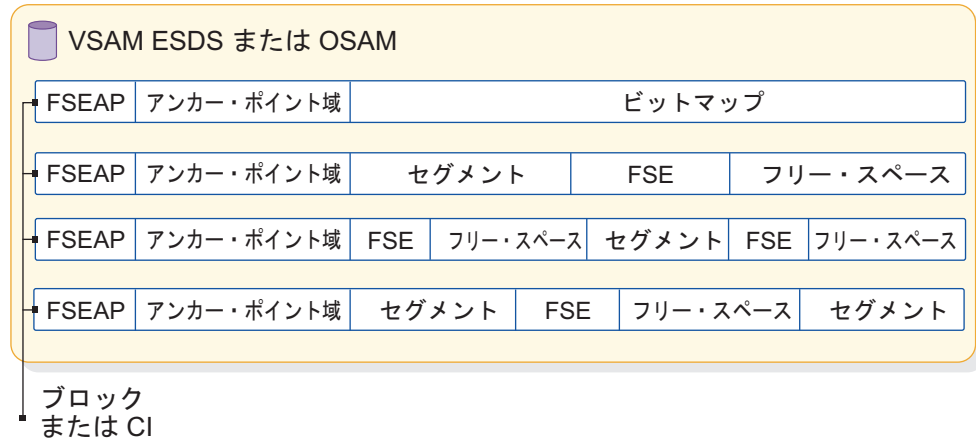 VSAM ESDS または OSAM
FSEAP アンカー・ポイント域 ビットマップ
FSEAP アンカー・ポイント域 セグメント FSE フリー・スペース
FSEAP アンカー・ポイント域 FSE フリー・スペース セグメント FSE フリー・スペース
FSEAP アンカー・ポイント域 セグメント FSE フリー・スペース セグメント
ブロック
または CI